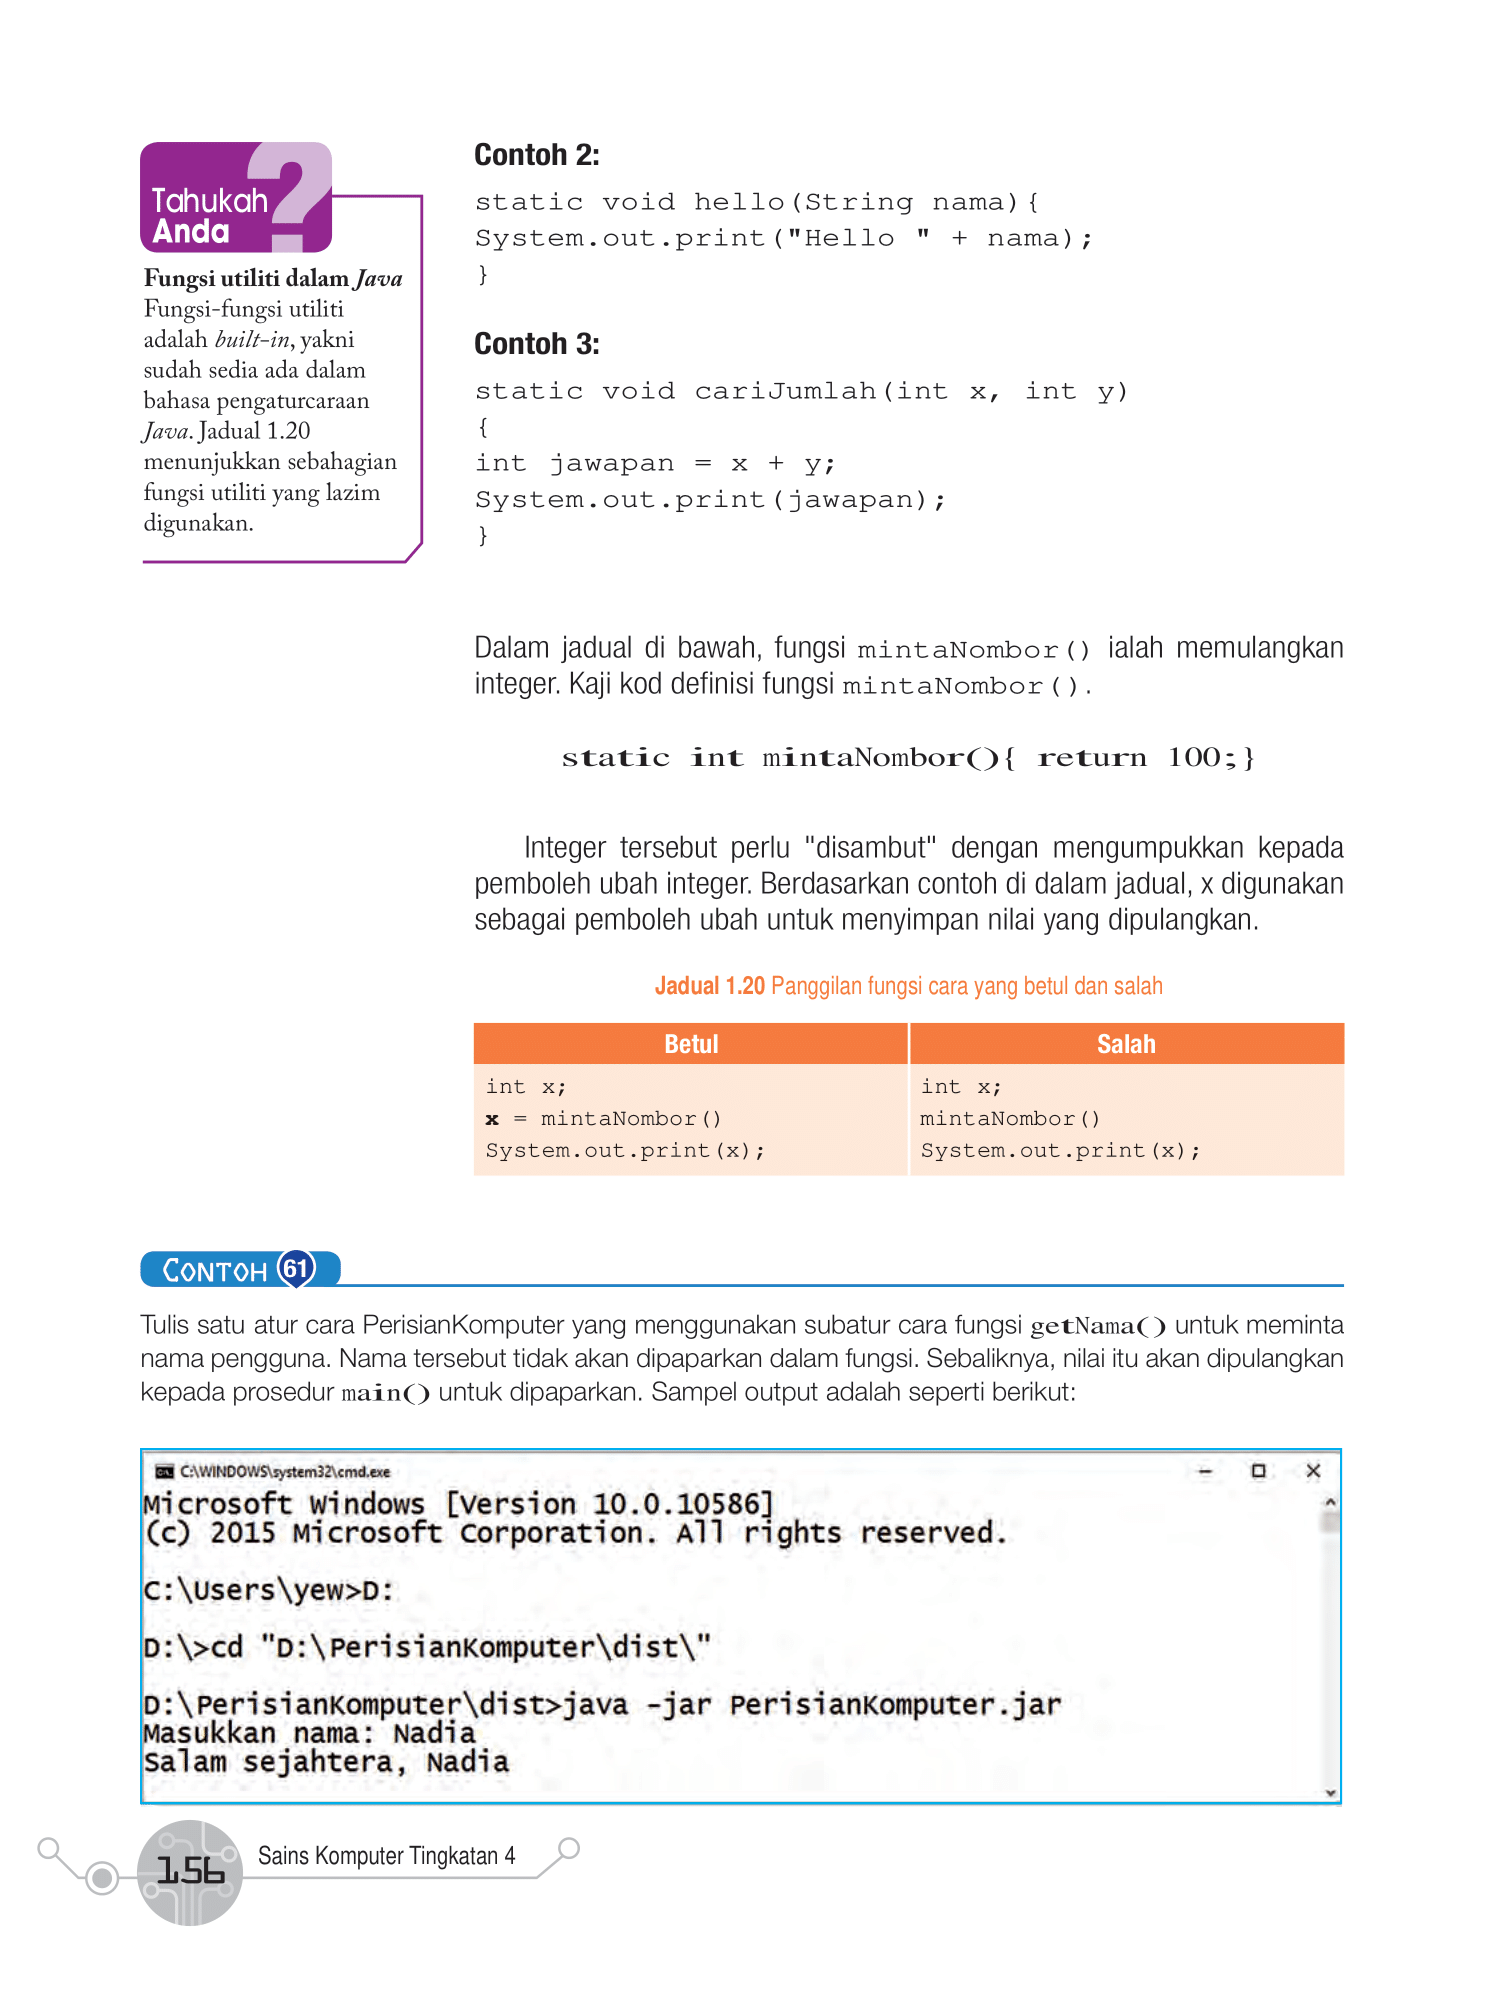 Tahukah
Anda
?
Fungsi utiliti dalam Java
Fungsi-fungsi utiliti
adalah built-in, yakni
sudah sedia ada dalam
bahasa pengaturcaraan
Java. Jadual 1.20
menunjukkan sebahagian
fungsi utiliti yang lazim
digunakan.
Contoh 2:
static void hello(String nama){
System.out.print("Hello " + nama);
}
Contoh 3:
static void cariJumlah(int x, int y)
{
int jawapan = x + y;
System.out.print(jawapan);
}
Dalam jadual di bawah, fungsi mintaNombor() ialah memulangkan
integer. Kaji kod definisi fungsi mintaNombor().
static int mintaNombor(){ return 100;}
Integer tersebut perlu "disambut" dengan mengumpukkan kepada
pemboleh ubah integer. Berdasarkan contoh di dalam jadual, x digunakan
sebagai pemboleh ubah untuk menyimpan nilai yang dipulangkan.
Jadual 1.20 Panggilan fungsi cara yang betul dan salah
Betul
int x;
x = mintaNombor()
System.out.print(x);
Salah
int x;
mintaNombor()
System.out.print(x);
CONTOH 61
Tulis satu atur cara PerisianKomputer yang menggunakan subatur cara fungsi getNama() untuk meminta
nama pengguna. Nama tersebut tidak akan dipaparkan dalam fungsi. Sebaliknya, nilai itu akan dipulangkan
kepada prosedur main() untuk dipaparkan. Sampel output adalah seperti berikut:
C:\WINDOWS\system32\cmd.exe
Microsoft Windows [Version 10.0.10586]
(c) 2015 Microsoft Corporation. All rights reserved.
C:\Users\yew>D:
D:\>cd "D:\PerisianKomputer\dist\"
D:\PerisianKomputer\dist>java -jar PerisianKomputer.jar
Masukkan nama: Nadia
Salam sejahtera, Nadia
156
Sains Komputer Tingkatan 4